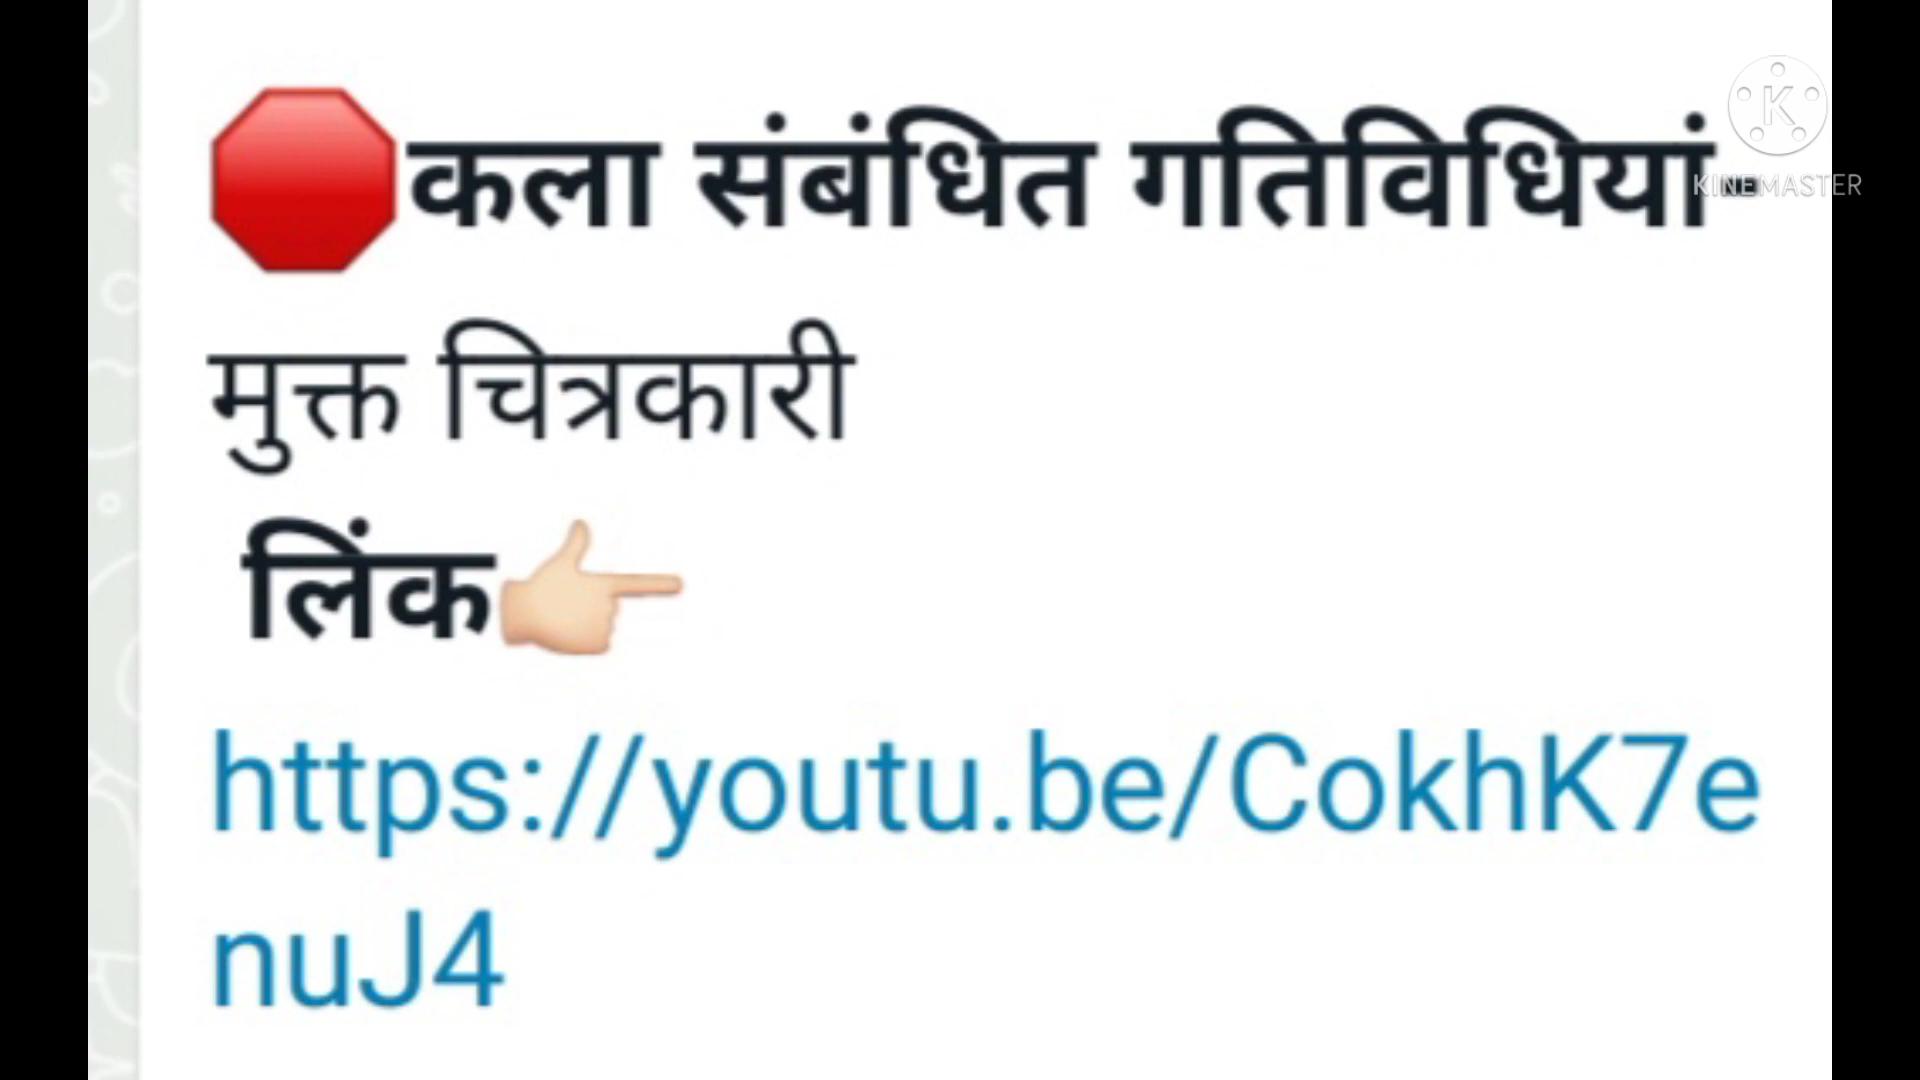 🛑कला संबंधित गतिविधियां-
मुक्त चित्रकारी
लिंक👉🏻
https://youtu.be/CokhK7e
nuJ4
KINEMASTER